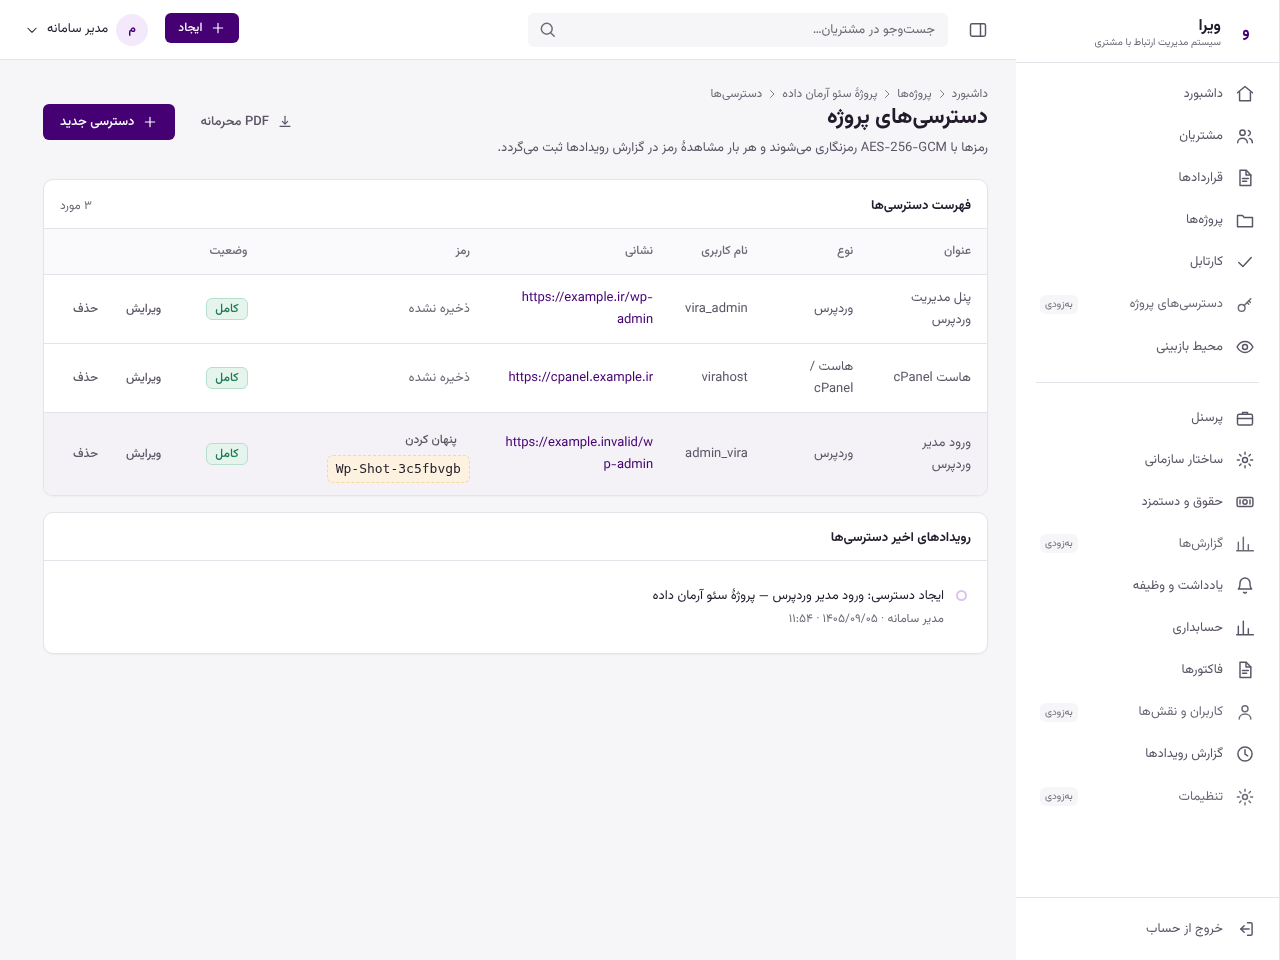 و
ویرا
سیستم مدیریت ارتباط با مشتری
داشبورد
مشتریان
قراردادها
پروژه‌ها
کارتابل
دسترسی‌های پروژه
به‌زودی
محیط بازبینی
پرسنل
ساختار سازمانی
حقوق و دستمزد
گزارش‌ها
به‌زودی
یادداشت و وظیفه
حسابداری
فاکتورها
کاربران و نقش‌ها
به‌زودی
گزارش رویدادها
تنظیمات
به‌زودی
خروج از حساب
جست‌وجو در مشتریان...
ایجاد
م
مدیر سامانه
داشبورد
پروژه‌ها
پروژهٔ سئو آرمان داده
دسترسی‌ها
دسترسی‌های پروژه
رمزها با AES-256-GCM رمزنگاری می‌شوند و هر بار مشاهدهٔ رمز در گزارش رویدادها ثبت می‌گردد.
PDF محرمانه
دسترسی جدید
فهرست دسترسی‌ها
۳ مورد
عنوان
نوع
نام کاربری
نشانی
رمز
وضعیت
پنل مدیریت
وردپرس
وردپرس
vira_admin
https://example.ir/wp-
admin
ذخیره نشده
کامل
ویرایش
حذف
هاست cPanel
هاست /
cPanel
virahost
https://cpanel.example.ir
ذخیره نشده
کامل
ویرایش
حذف
ورود مدیر
وردپرس
وردپرس
admin_vira
https://example.invalid/w
p-admin
پنهان کردن
Wp-Shot-3c5fbvgb
کامل
ویرایش
حذف
رویدادهای اخیر دسترسی‌ها
ایجاد دسترسی: ورود مدیر وردپرس — پروژهٔ سئو آرمان داده
مدیر سامانه · ۱۴۰۵/۰۹/۰۵ · ۱۱:۵۴